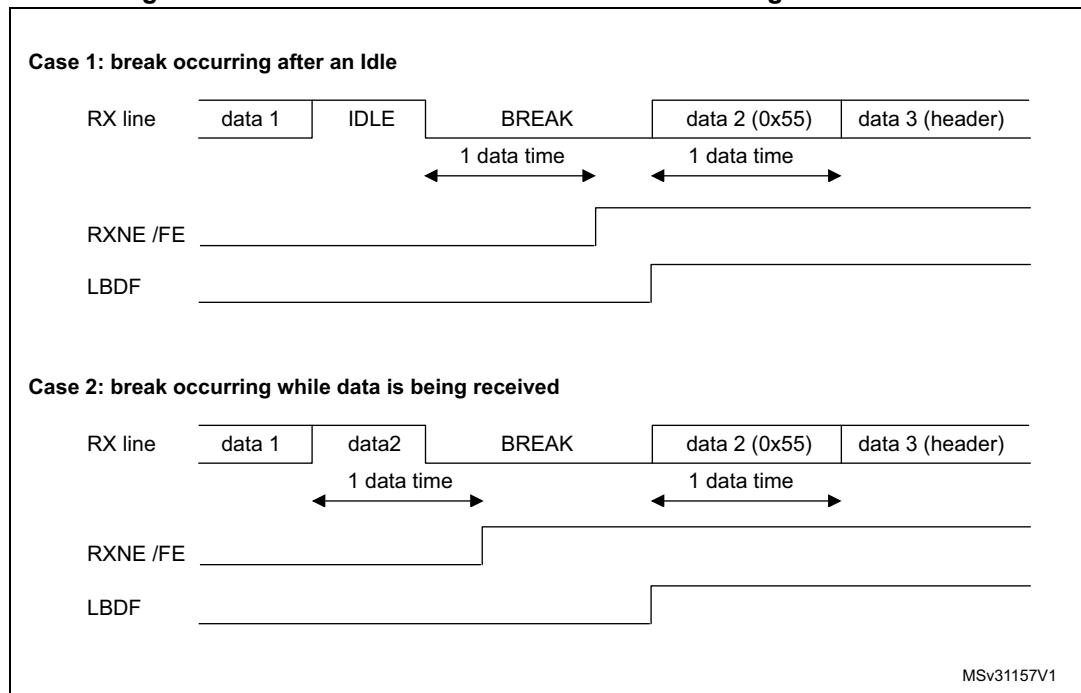 Case 1: break occurring after an Idle
RX line data 1 IDLE BREAK data 2 (0x55) data 3 (header)
1 data time 1 data time
RXNE /FE
LBDF
Case 2: break occurring while data is being received
RX line data 1 data2 BREAK data 2 (0x55) data 3 (header)
1 data time 1 data time
RXNE /FE
LBDF
MSv31157V1